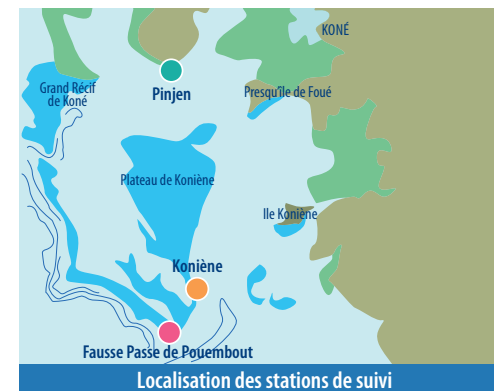 KONÉ
Grand Récif
de Koné
Pinjen
Presqu'île de Foué
Plateau de Koniène
Ile Koniène
Koniène
Fausse Passe de Pouembout
Localisation des stations de suivi